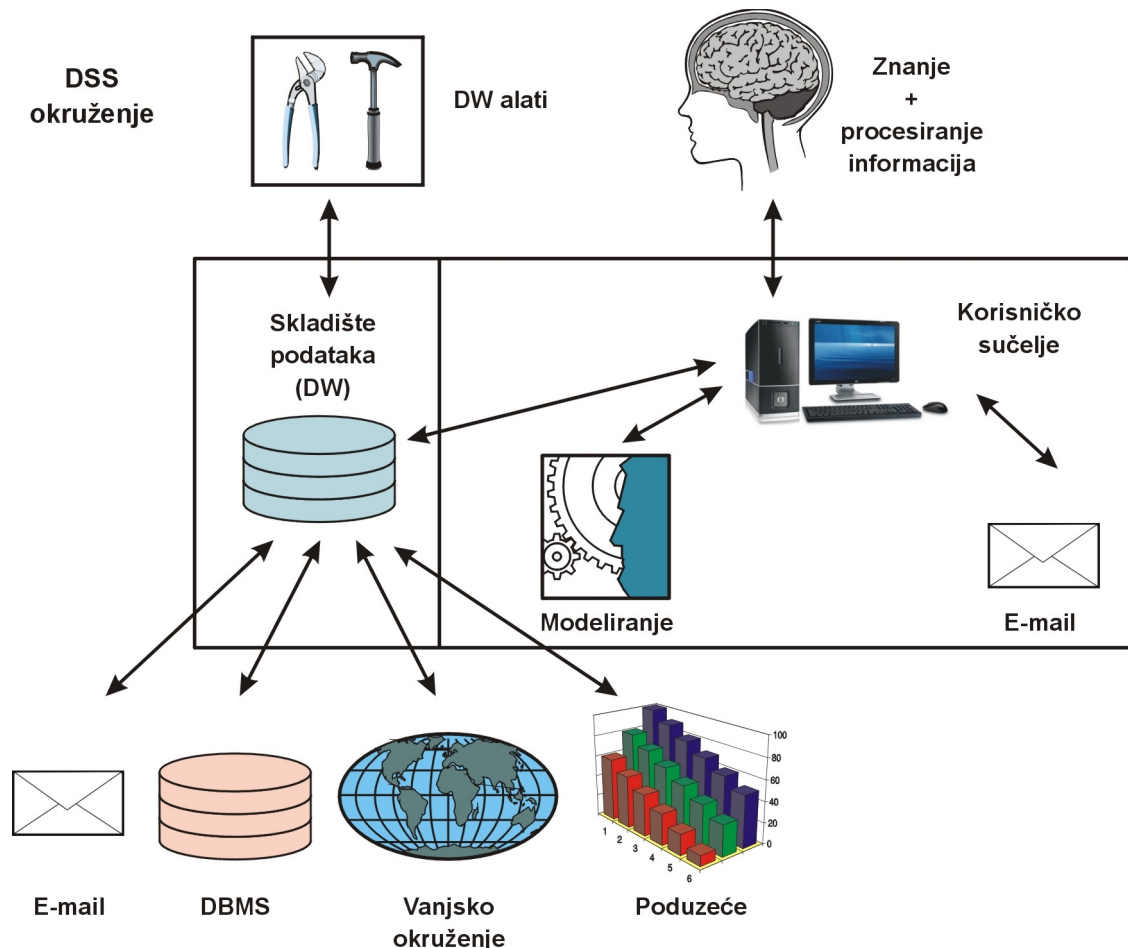 DSS
okruženje
DW alati
Znanje
+
procesiranje
informacija
Skladište
podataka
(DW)
Korisničko
sučelje
Modeliranje
E-mail
100
80
60
40
20
0
1
2
3
4
5
6
E-mail
DBMS
Vanjsko
okruženje
Poduzeće